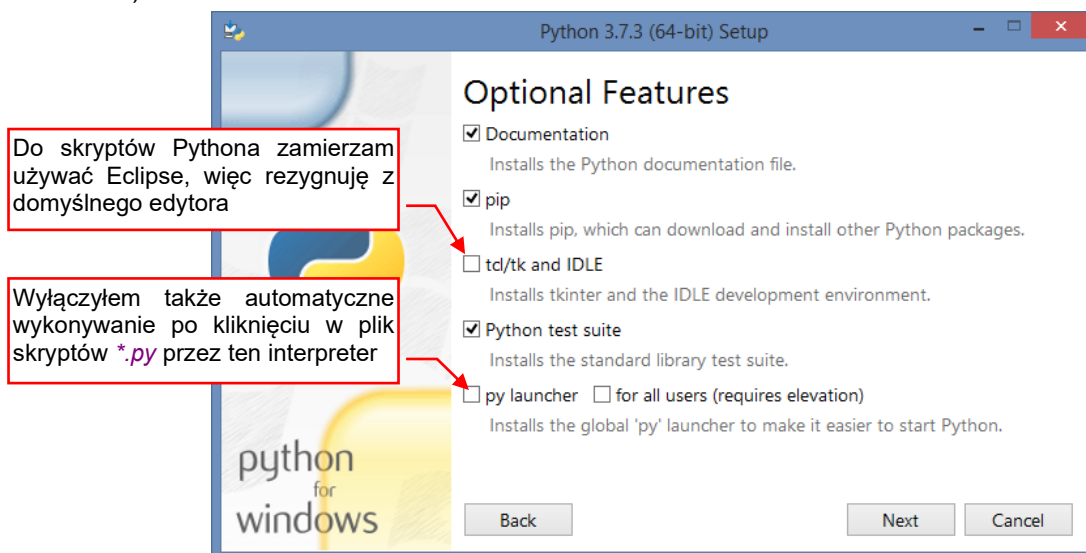 Python 3.7.3 (64-bit) Setup
Optional Features
Documentation
Installs the Python documentation file.
Do skryptów Pythona zamierzam
używać Eclipse, więc rezygnuję z
domyślnego edytora
pip
Installs pip, which can download and install other Python packages.
tcl/tk and IDLE
Installs tkinter and the IDLE development environment.
Wyłączyłem także automatyczne
wykonywanie po kliknięciu w plik
skryptów *.py przez ten interpreter
Python test suite
Installs the standard library test suite.
py launcher for all users (requires elevation)
Installs the global 'py' launcher to make it easier to start Python.
python
for
windows
Back Next Cancel